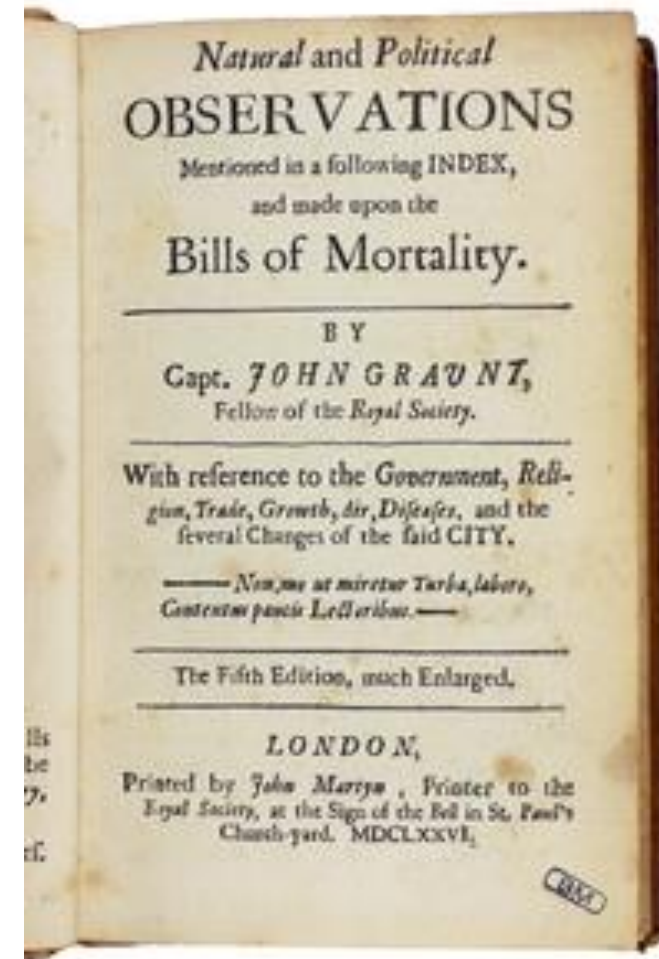 Natural and Political
OBSERVATIONS
Mentioned in a following INDEX,
and made upon the
Bills of Mortality.
BY
Capt. JOHN GRAUNT,
Fellow of the Royal Society.
With reference to the Government, Reli-
gion, Trade, Growth, Air, Diſeaſes, and the
ſeveral Changes of the ſaid CITY.
—— Non, me ut miretur Turba, laboro,
Contentus paucis Lectoribus. ——
The Fifth Edition, much Enlarged.
LONDON,
Printed by John Martyn, Printer to the
Royal Society, at the Sign of the Bell in St. Paul's
Church-yard. MDCLXXVI.